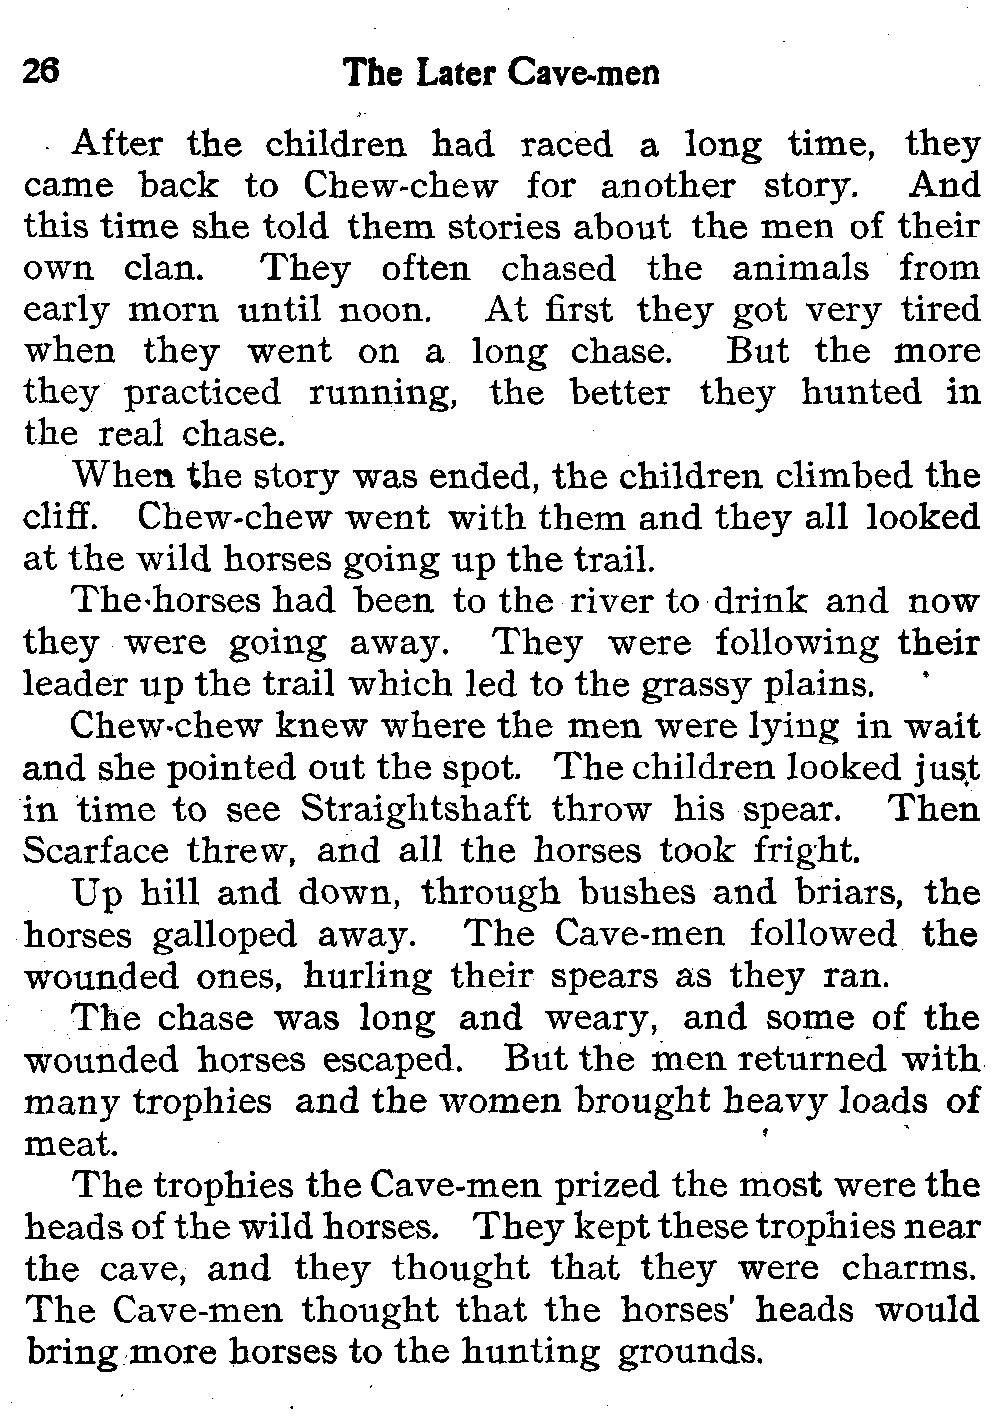 26 The Later Cave-men
After the children had raced a long time, they
came back to Chew-chew for another story. And
this time she told them stories about the men of their
own clan. They often chased the animals from
early morn until noon. At first they got very tired
when they went on a long chase. But the more
they practiced running, the better they hunted in
the real chase.
When the story was ended, the children climbed the
cliff. Chew-chew went with them and they all looked
at the wild horses going up the trail.
The horses had been to the river to drink and now
they were going away. They were following their
leader up the trail which led to the grassy plains.
Chew-chew knew where the men were lying in wait
and she pointed out the spot. The children looked just
in time to see Straightshaft throw his spear. Then
Scarface threw, and all the horses took fright.
Up hill and down, through bushes and briars, the
horses galloped away. The Cave-men followed the
wounded ones, hurling their spears as they ran.
The chase was long and weary, and some of the
wounded horses escaped. But the men returned with
many trophies and the women brought heavy loads of
meat.
The trophies the Cave-men prized the most were the
heads of the wild horses. They kept these trophies near
the cave, and they thought that they were charms.
The Cave-men thought that the horses' heads would
bring more horses to the hunting grounds.